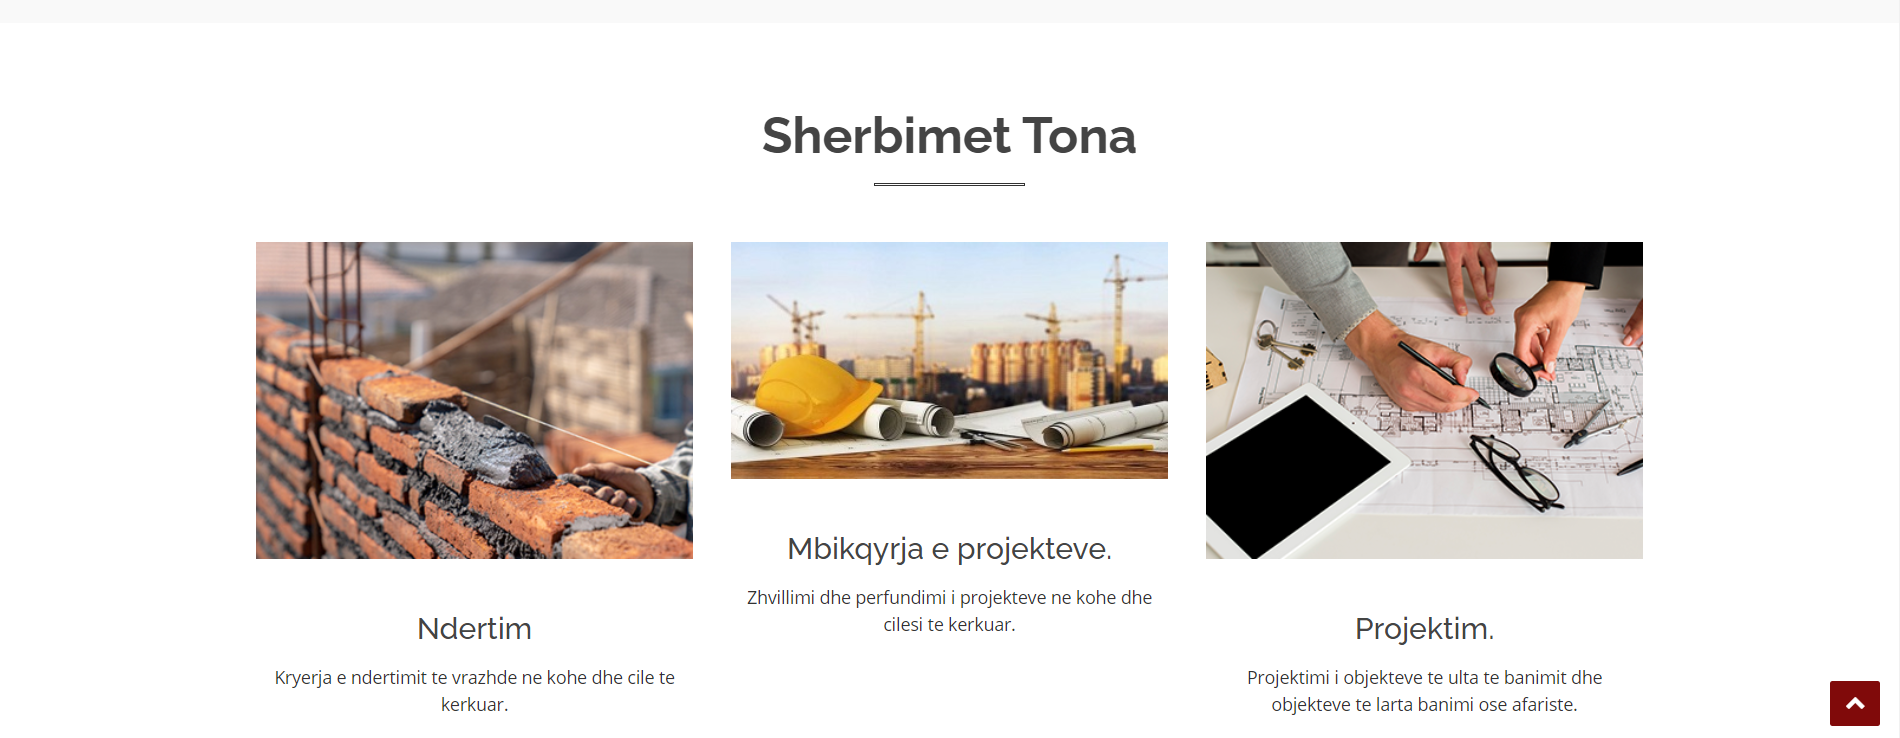 Sherbimet Tona
Ndertim
Kryerja e ndertimit te vrazhde ne kohe dhe cile te
kerkuar.
Mbikqyrja e projekteve.
Zhvillimi dhe perfundimi i projekteve ne kohe dhe
cilesi te kerkuar.
Projektim.
Projektimi i objekteve te ulta te banimit dhe
objekteve te larta banimi ose afariste.